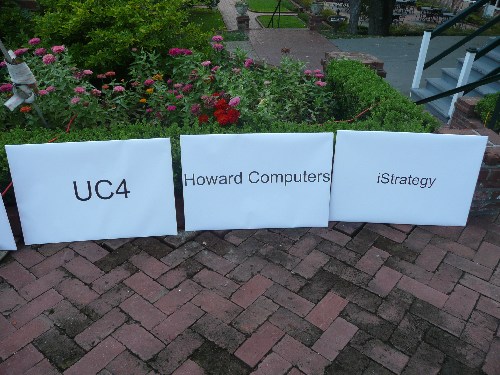 UC4
Howard Computers
iStrategy